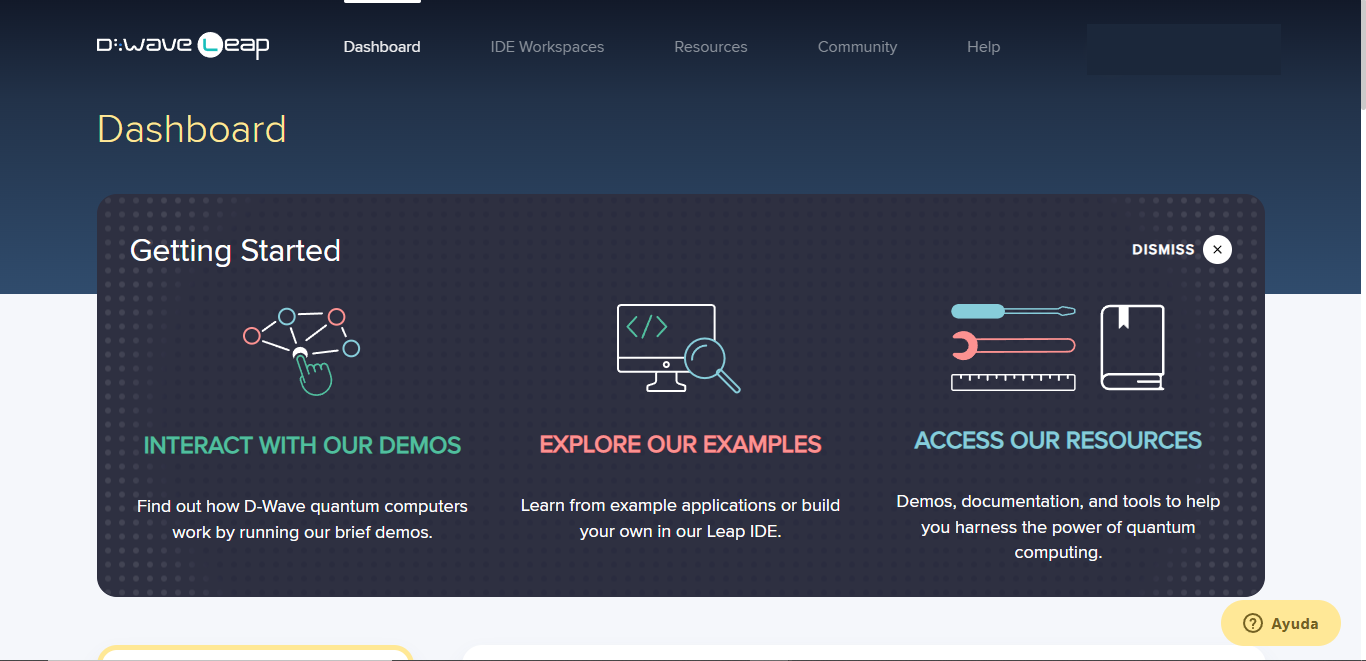 D:wave Leap
Dashboard
IDE Workspaces
Resources
Community
Help
Dashboard
Getting Started
DISMISS
INTERACT WITH OUR DEMOS
Find out how D-Wave quantum computers
work by running our brief demos.
EXPLORE OUR EXAMPLES
Learn from example applications or build
your own in our Leap IDE.
ACCESS OUR RESOURCES
Demos, documentation, and tools to help
you harness the power of quantum
computing.
Ayuda